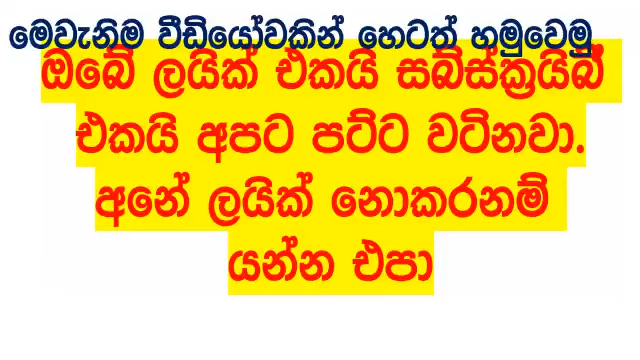 මෙවැනිම වීඩියෝවකින් හෙටත් හමුවෙමු
ඔබේ ලයික් එකයි සබ්ස්ක්‍රයිබ්
එකයි අපට පට්ට වටිනවා.
අනේ ලයික් නොකරනම්
යන්න එපා